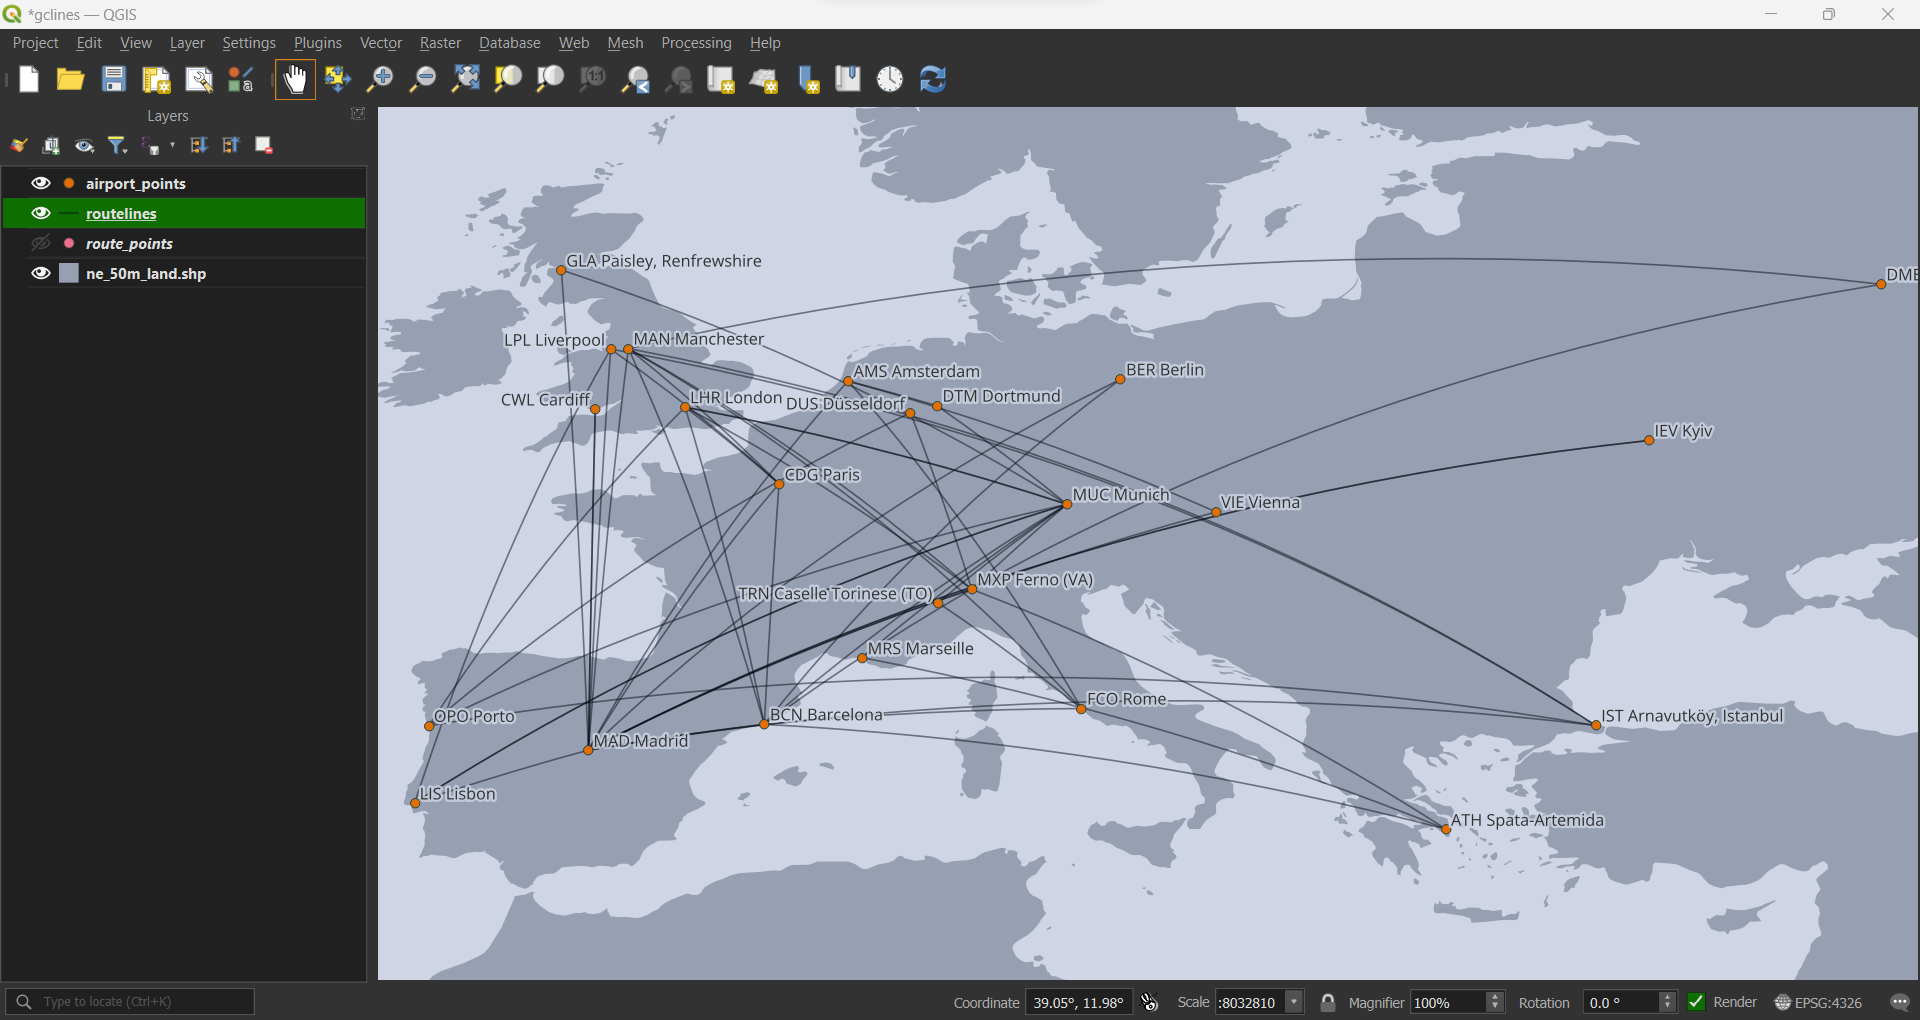 *gclines — QGIS
Project Edit View Layer Settings Plugins Vector Raster Database Web Mesh Processing Help
a
1:1
Layers
airport_points
routelines
route_points
ne_50m_land.shp
GLA Paisley, Renfrewshire
DME
LPL Liverpool
MAN Manchester
AMS Amsterdam
BER Berlin
CWL Cardiff
LHR London
DUS Düsseldorf
DTM Dortmund
IEV Kyiv
CDG Paris
MUC Munich
VIE Vienna
TRN Caselle Torinese (TO)
MXP Ferno (VA)
MRS Marseille
FCO Rome
OPO Porto
BCN Barcelona
IST Arnavutköy, Istanbul
MAD Madrid
LIS Lisbon
ATH Spata-Artemida
Type to locate (Ctrl+K)
Coordinate 39.05°, 11.98° Scale :8032810 Magnifier 100% Rotation 0.0 ° Render EPSG:4326